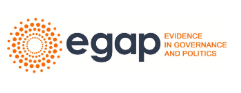 egap
EVIDENCE
IN GOVERNANCE
AND POLITICS